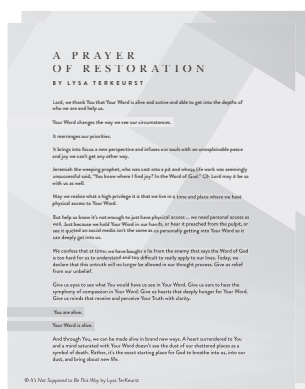 A PRAYER
OF RESTORATION
BY LYSA TERKEURST
Lord, we thank You that Your Word is alive and active and able to get into the depths of
who we are and help us.
Your Word changes the way we see our circumstances.
It rearranges our priorities.
It brings into focus a new perspective and infuses our souls with an unexplainable peace
and joy we can't get any other way.
Jeremiah the weeping prophet, who was cast into a pit and whose life work was seemingly
unsuccessful said, "You know where I find joy? In the Word of God." Oh Lord may it be so
with us as well.
May we realize what a high privilege it is that we live in a time and place where we have
physical access to Your Word.
But help us know it's not enough to just have physical access ... we need personal access as
well. Just because we hold Your Word in our hands, or hear it preached from the pulpit, or
see it quoted on social media isn't the same as us personally getting into Your Word so it
can deeply get into us.
We confess that at times we have bought a lie from the enemy that says the Word of God
is too hard for us to understand and too difficult to really apply to our lives. Today, we
declare that this untruth will no longer be allowed in our thought process. Give us relief
from our unbelief.
Give us eyes to see what You would have us see in Your Word. Give us ears to hear the
symphony of compassion in Your Word. Give us hearts that deeply hunger for Your Word.
Give us minds that receive and perceive Your Truth with clarity.
You are alive.
Your Word is alive.
And through You, we can be made alive in brand new ways. A heart surrendered to You
and a mind saturated with Your Word doesn't see the dust of our shattered places as a
symbol of death. Rather, it's the exact starting place for God to breathe into us, into our
dust, and bring about new life.
© It's Not Supposed to Be This Way by Lysa TerKeurst